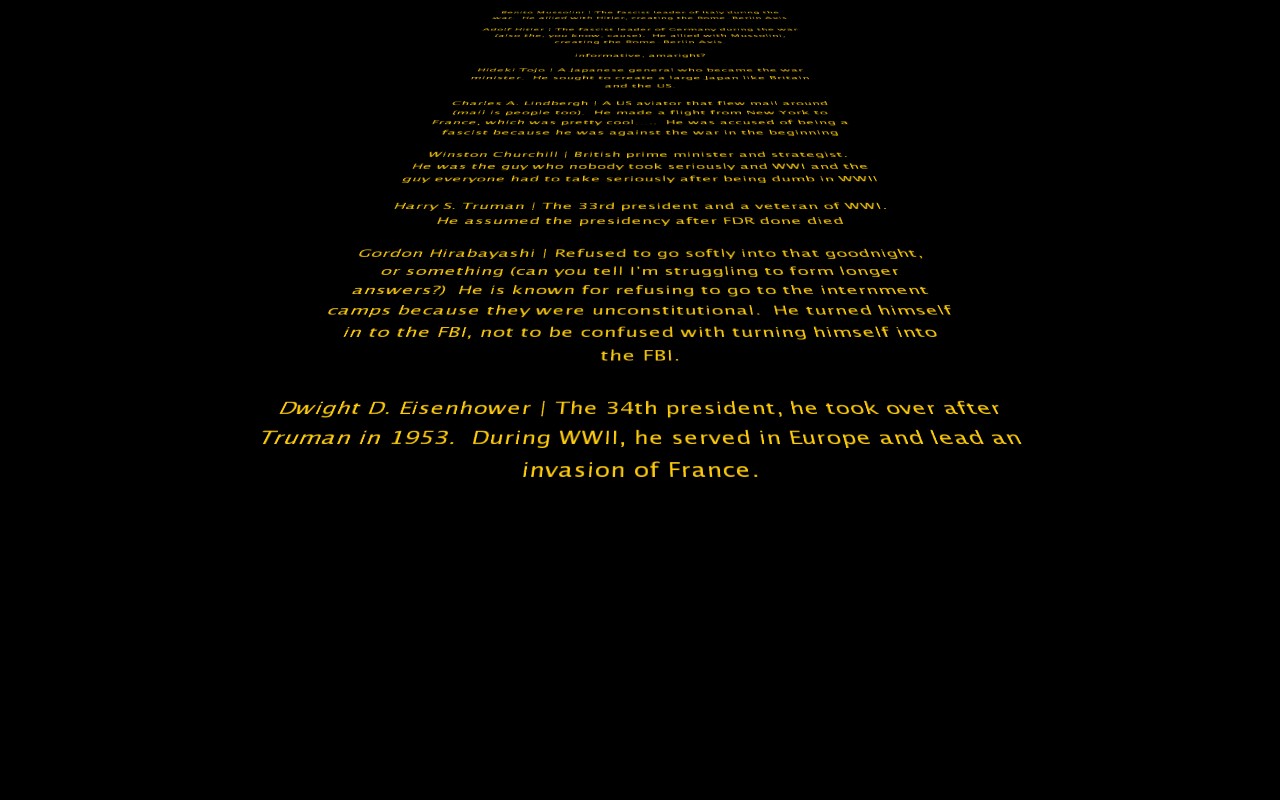 Benito Mussolini | The fascist leader of Italy during the
war. He allied with Hitler, creating the Rome Berlin Axis
Adolf Hitler | The fascist leader of Germany during the war
(also the, you know, cause). He allied with Mussolini,
creating the Rome Berlin Axis
informative, amaright?
Hideki Tojo | A Japanese general who became the war
minister. He sought to create a large Japan like Britain
and the US.
Charles A. Lindbergh | A US aviator that flew mail around
(mail is people too). He made a flight from New York to
France, which was pretty cool . . . He was accused of being a
fascist because he was against the war in the beginning
Winston Churchill | British prime minister and strategist.
He was the guy who nobody took seriously and WWI and the
guy everyone had to take seriously after being dumb in WWII
Harry S. Truman | The 33rd president and a veteran of WWI.
He assumed the presidency after FDR done died
Gordon Hirabayashi | Refused to go softly into that goodnight,
or something (can you tell I'm struggling to form longer
answers?) He is known for refusing to go to the internment
camps because they were unconstitutional. He turned himself
in to the FBI, not to be confused with turning himself into
the FBI.
Dwight D. Eisenhower | The 34th president, he took over after
Truman in 1953. During WWII, he served in Europe and lead an
invasion of France.